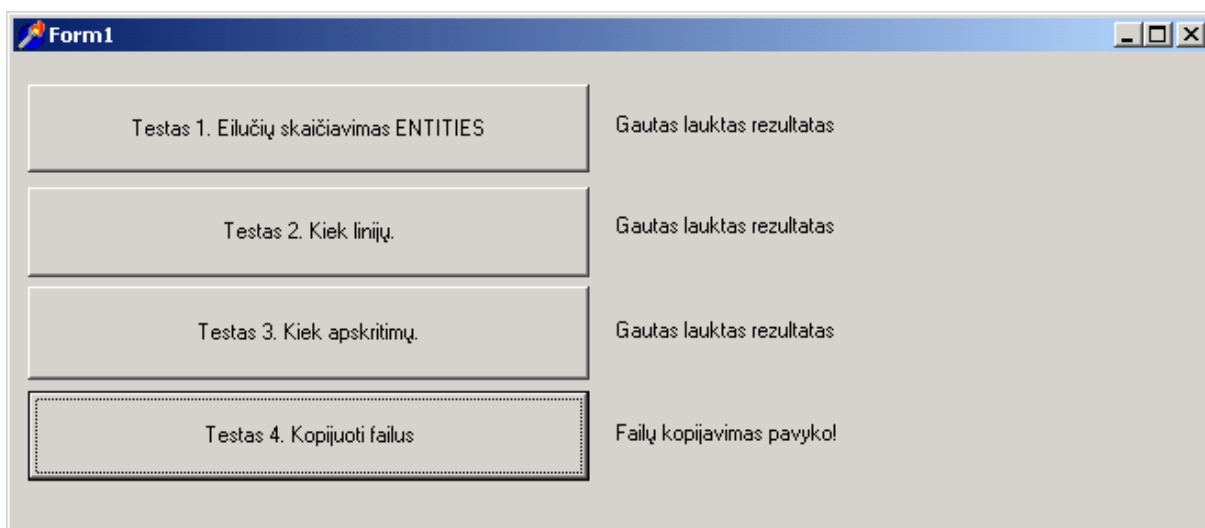 Form1
Testas 1. Eilučių skaičiavimas ENTITIES
Gautas lauktas rezultatas
Testas 2. Kiek linijų.
Gautas lauktas rezultatas
Testas 3. Kiek apskritimų.
Gautas lauktas rezultatas
Testas 4. Kopijuoti failus
Failų kopijavimas pavyko!